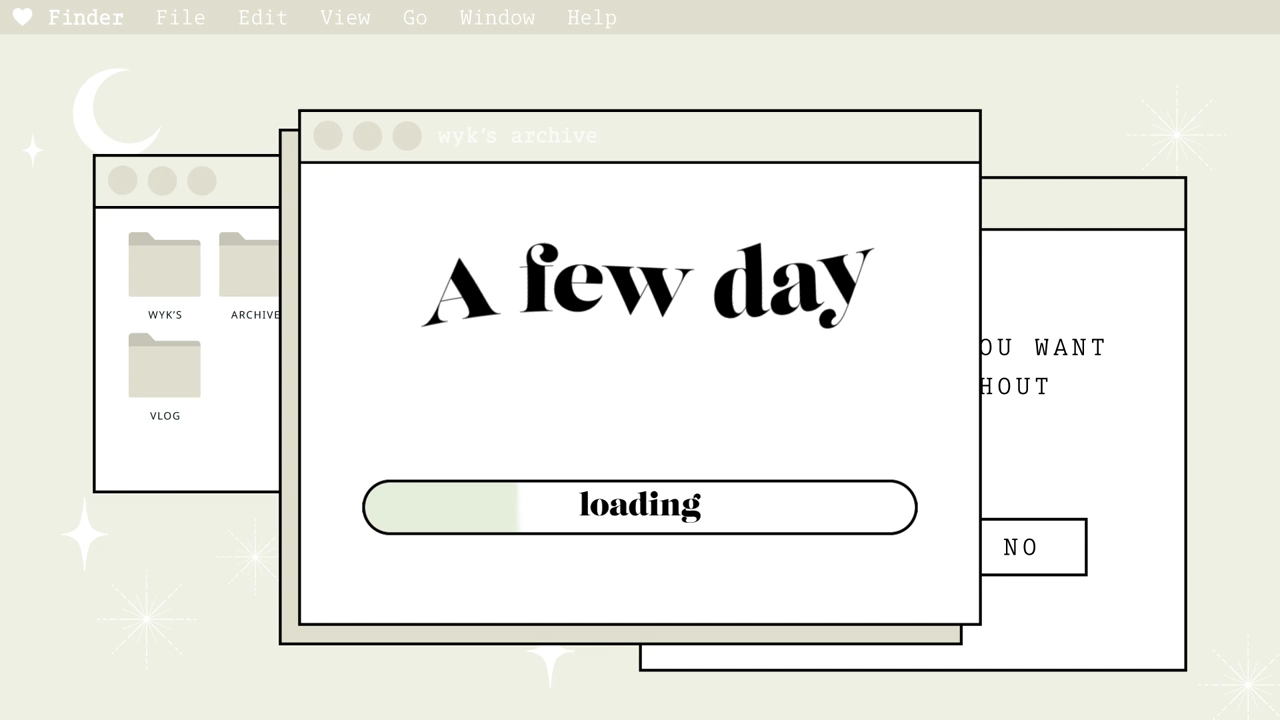 Finder File Edit View Go Window Help
wyk's archive
A few day
loading
WYK'S
ARCHIVE
VLOG
OU WANT
HOUT
NO